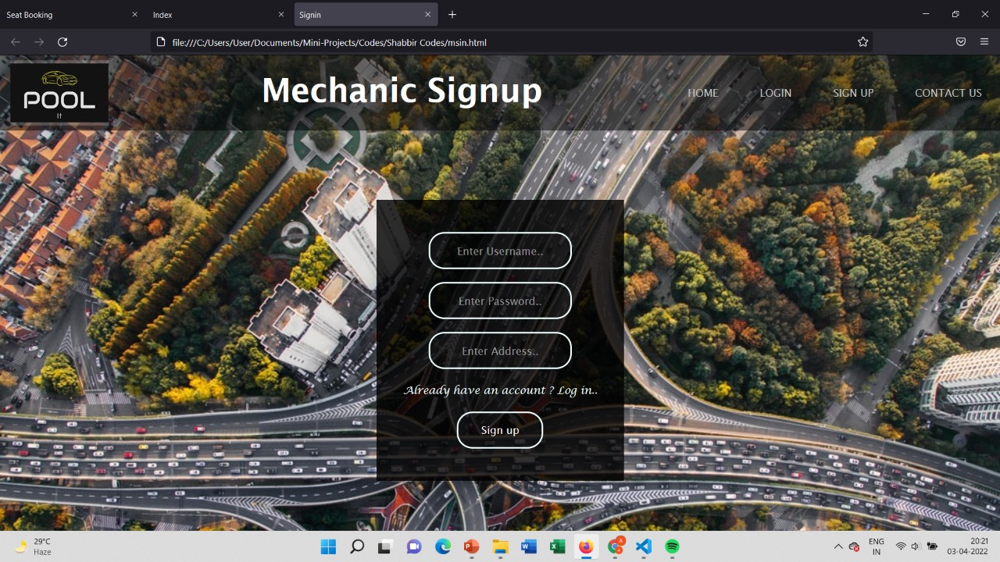 Seat Booking
Index
Signin
file:///C:/Users/User/Documents/Mini-Projects/Codes/Shabbir Codes/msin.html
POOL
It
Mechanic Signup
HOME
LOGIN
SIGN UP
CONTACT US
Enter Username..
Enter Password..
Enter Address..
Already have an account ? Log in..
Sign up
29°C
Haze
ENG
IN
20:21
03-04-2022